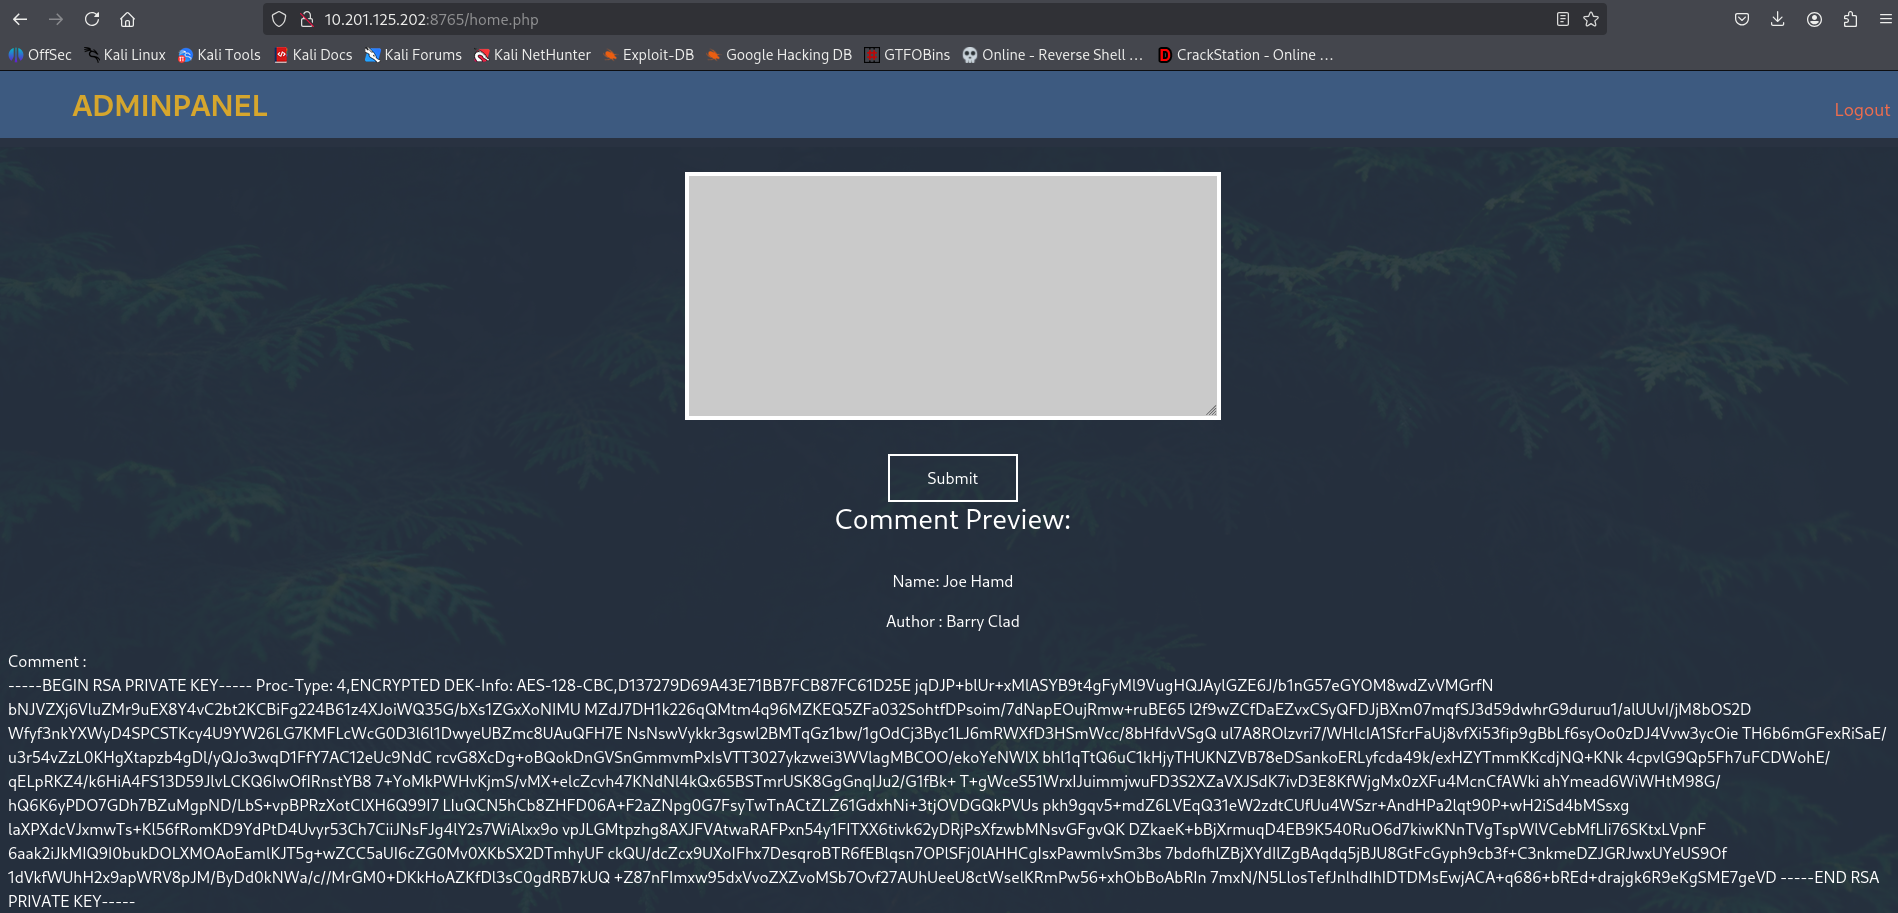 10.201.125.202:8765/home.php
OffSec Kali Linux Kali Tools Kali Docs Kali Forums Kali NetHunter Exploit-DB Google Hacking DB GTFOBins Online - Reverse Shell … CrackStation - Online …
ADMINPANEL
Logout
Submit
Comment Preview:
Name: Joe Hamd
Author : Barry Clad
Comment :
-----BEGIN RSA PRIVATE KEY----- Proc-Type: 4,ENCRYPTED DEK-Info: AES-128-CBC,D137279D69A43E71BB7FCB87FC61D25E jqDJP+blUr+xMlASYB9t4gFyMl9VugHQJAylGZE6J/b1nG57eGYOM8wdZvVMGrfN
bNJVZXj6VluZMr9uEX8Y4vC2bt2KCBiFg224B61z4XJoiWQ35G/bXs1ZGxXoNIMU MZdJ7DH1k226qQMtm4q96MZKEQ5ZFa032SohtfDPsoim/7dNapEOujRmw+ruBE65 l2f9wZCfDaEZvxCSyQFDJjBXm07mqfSJ3d59dwhrG9duruu1/alUUvI/jM8bOS2D
Wfyf3nkYXWyD4SPCSTKcy4U9YW26LG7KMFLcWcG0D3l6l1DwyeUBZmc8UAuQFH7E NsNswVykkr3gswl2BMTqGz1bw/1gOdCj3Byc1LJ6mRWXfD3HSmWcc/8bHfdvVSgQ ul7A8ROlzvri7/WHlcIA1SfcrFaUj8vfXi53fip9gBbLf6syOo0zDJ4Vvw3ycOie TH6b6mGFexRiSaE/
u3r54vZzL0KHgXtapzb4gDl/yQJo3wqD1FfY7AC12eUc9NdC rcvG8XcDg+oBQokDnGVSnGmmvmPxIsVTT3027ykzwei3WVlagMBCOO/ekoYeNWlX bhl1qTtQ6uC1kHjyTHUKNZVB78eDSankoERLyfcda49k/exHZYTmmKKcdjNQ+KNk 4cpvlG9Qp5Fh7uFCDWohE/
qELpRKZ4/k6HiA4FS13D59JlvLCKQ6IwOfIRnstYB8 7+YoMkPWHvKjmS/vMX+elcZcvh47KNdNl4kQx65BSTmrUSK8GgGnqIJu2/G1fBk+ T+gWceS51WrxIJuimmjwuFD3S2XZaVXJSdK7ivD3E8KfWjgMx0zXFu4McnCfAWki ahYmead6WiWHtM98G/
hQ6K6yPDO7GDh7BZuMgpND/LbS+vpBPRzXotClXH6Q99I7 LIuQCN5hCb8ZHFD06A+F2aZNpg0G7FsyTwTnACtZLZ61GdxhNi+3tjOVDGQkPVUs pkh9gqv5+mdZ6LVEqQ31eW2zdtCUfUu4WSzr+AndHPa2lqt90P+wH2iSd4bMSsxg
laXPXdcVJxmwTs+Kl56fRomKD9YdPtD4Uvyr53Ch7CiiJNsFJg4lY2s7WiAlxx9o vpJLGMtpzhg8AXJFVAtwaRAFPxn54y1FITXX6tivk62yDRjPsXfzwbMNsvGFgvQK DZkaeK+bBjXrmuqD4EB9K540RuO6d7kiwKNnTVgTspWlVCebMfLIi76SKtxLVpnF
6aak2iJkMIQ9I0bukDOLXMOAoEamlKJT5g+wZCC5aUI6cZG0Mv0XKbSX2DTmhyUF ckQU/dcZcx9UXoIFhx7DesqroBTR6fEBlqsn7OPlSFj0lAHHCgIsxPawmlvSm3bs 7bdofhlZBjXYdIlZgBAqdq5jBJU8GtFcGyph9cb3f+C3nkmeDZJGRJwxUYeUS9Of
1dVkfWUhH2x9apWRV8pJM/ByDd0kNWa/c//MrGM0+DKkHoAZKfDl3sC0gdRB7kUQ +Z87nFImxw95dxVvoZXZvoMSb7Ovf27AUhUeeU8ctWselKRmPw56+xhObBoAbRIn 7mxN/N5LlosTefJnlhdIhIDTDMsEwjACA+q686+bREd+drajgk6R9eKgSME7geVD -----END RSA
PRIVATE KEY-----